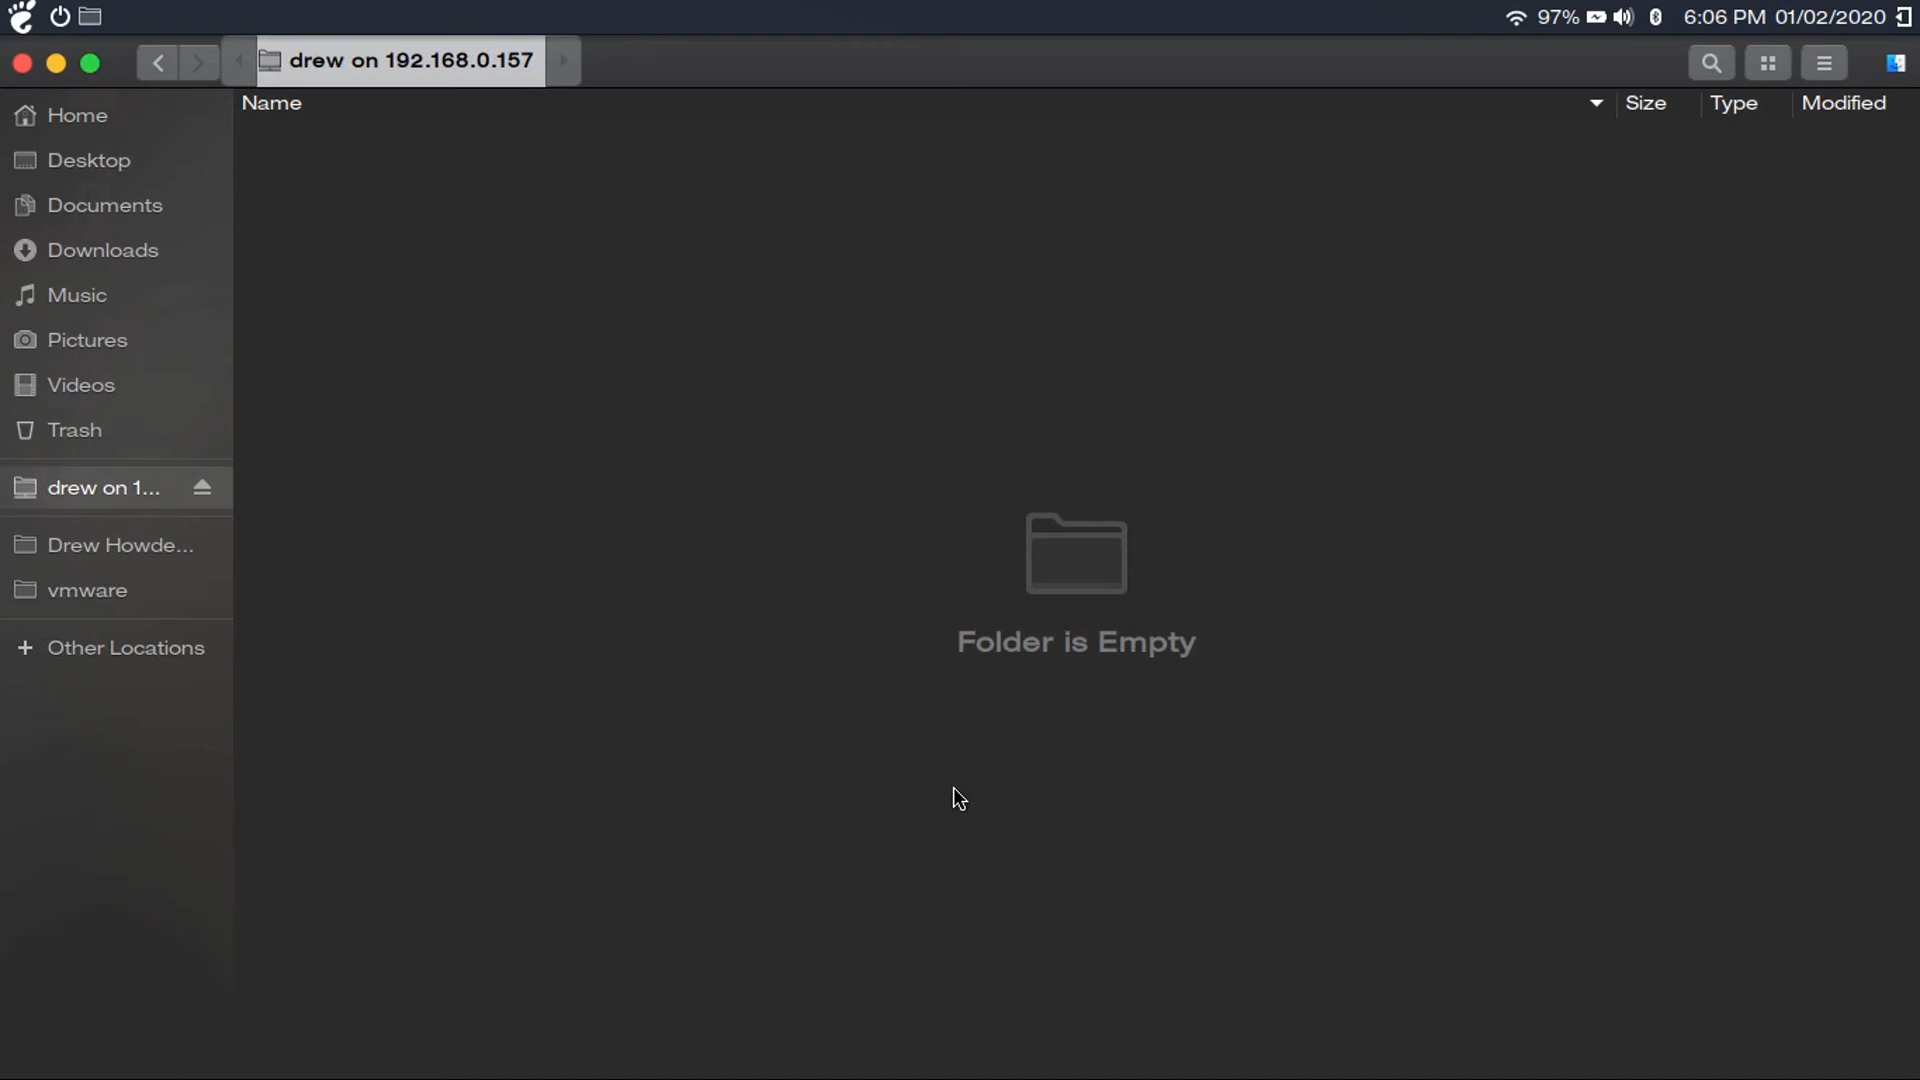 97% 6:06 PM 01/02/2020
drew on 192.168.0.157
Name Size Type Modified
Home
Desktop
Documents
Downloads
Music
Pictures
Videos
Trash
drew on 1...
Drew Howde...
vmware
Other Locations
Folder is Empty